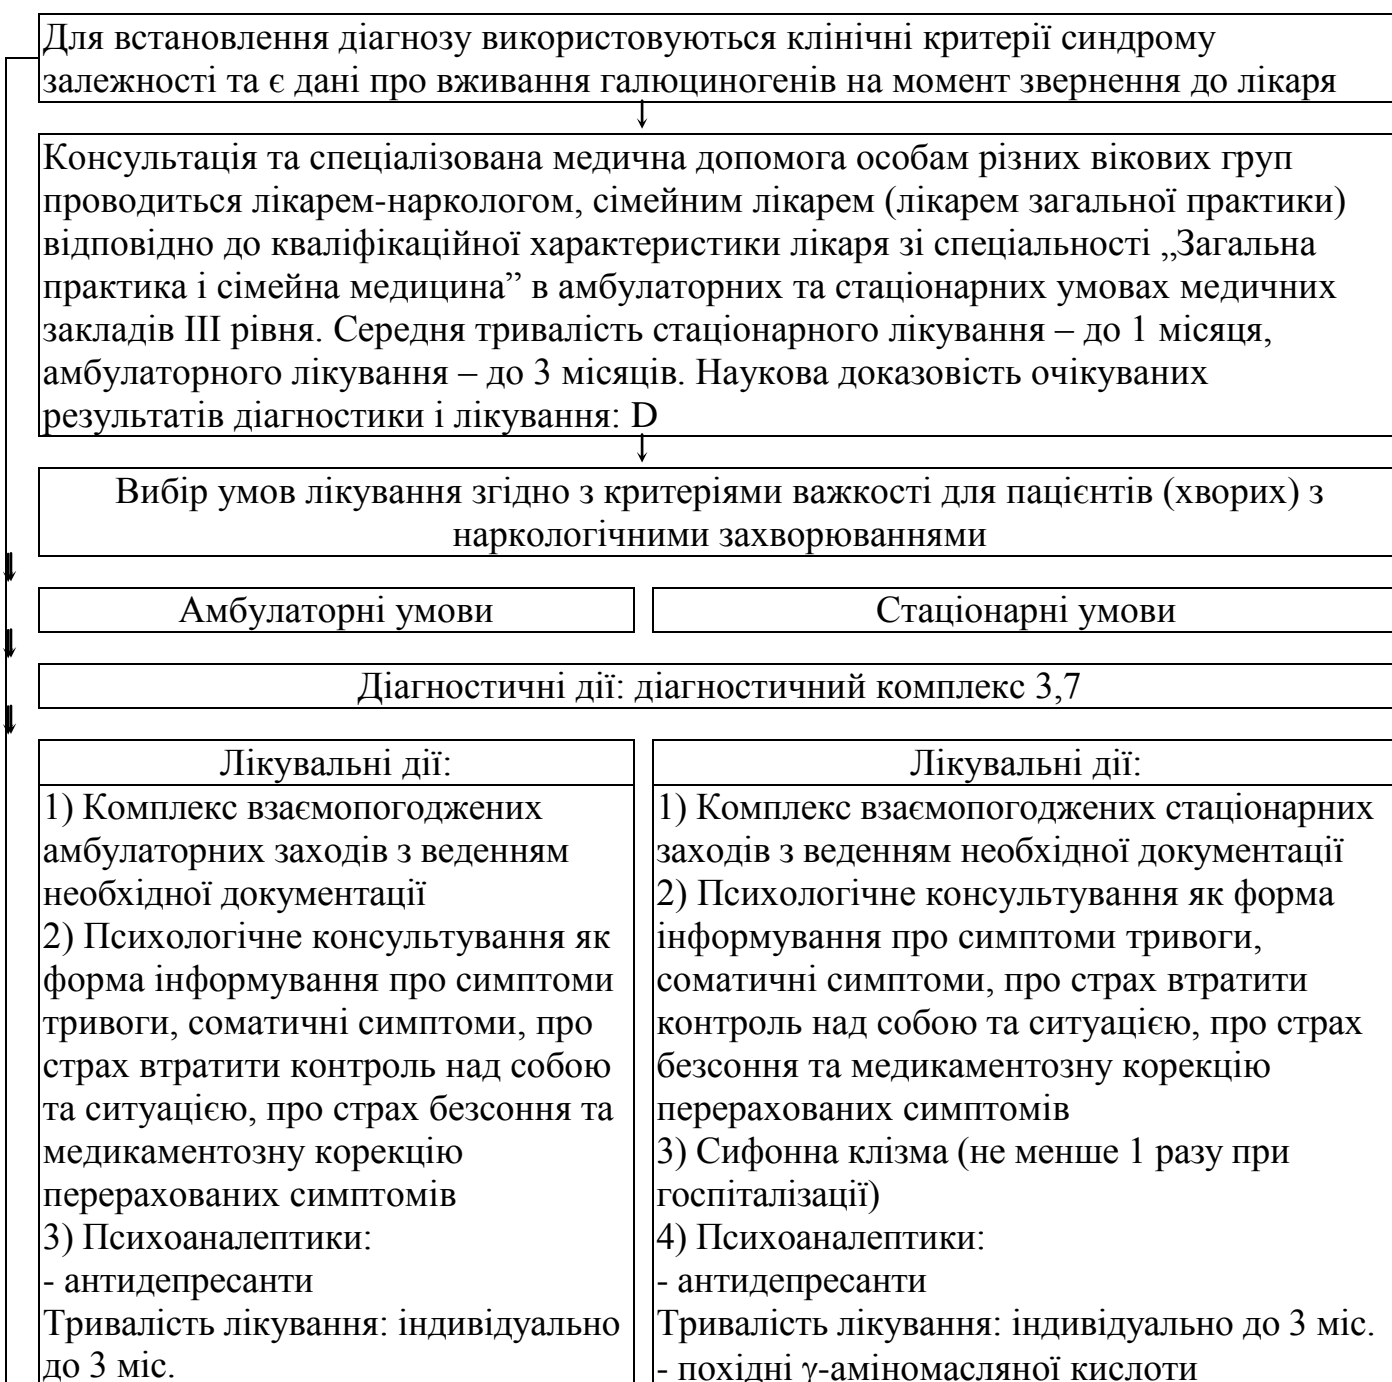 Для встановлення діагнозу використовуються клінічні критерії синдрому
залежності та є дані про вживання галюциногенів на момент звернення до лікаря
Консультація та спеціалізована медична допомога особам різних вікових груп
проводиться лікарем-наркологом, сімейним лікарем (лікарем загальної практики)
відповідно до кваліфікаційної характеристики лікаря зі спеціальності „Загальна
практика і сімейна медицина” в амбулаторних та стаціонарних умовах медичних
закладів III рівня. Середня тривалість стаціонарного лікування – до 1 місяця,
амбулаторного лікування – до 3 місяців. Наукова доказовість очікуваних
результатів діагностики і лікування: D
Вибір умов лікування згідно з критеріями важкості для пацієнтів (хворих) з
наркологічними захворюваннями
Амбулаторні умови
Стаціонарні умови
Діагностичні дії: діагностичний комплекс 3,7
Лікувальні дії:
1) Комплекс взаємопогоджених
амбулаторних заходів з веденням
необхідної документації
2) Психологічне консультування як
форма інформування про симптоми
тривоги, соматичні симптоми, про
страх втратити контроль над собою
та ситуацією, про страх безсоння та
медикаментозну корекцію
перерахованих симптомів
3) Психоаналептики:
- антидепресанти
Тривалість лікування: індивідуально
до 3 міс.
Лікувальні дії:
1) Комплекс взаємопогоджених стаціонарних
заходів з веденням необхідної документації
2) Психологічне консультування як форма
інформування про симптоми тривоги,
соматичні симптоми, про страх втратити
контроль над собою та ситуацією, про страх
безсоння та медикаментозну корекцію
перерахованих симптомів
3) Сифонна клізма (не менше 1 разу при
госпіталізації)
4) Психоаналептики:
- антидепресанти
Тривалість лікування: індивідуально до 3 міс.
- похідні γ-аміномасляної кислоти